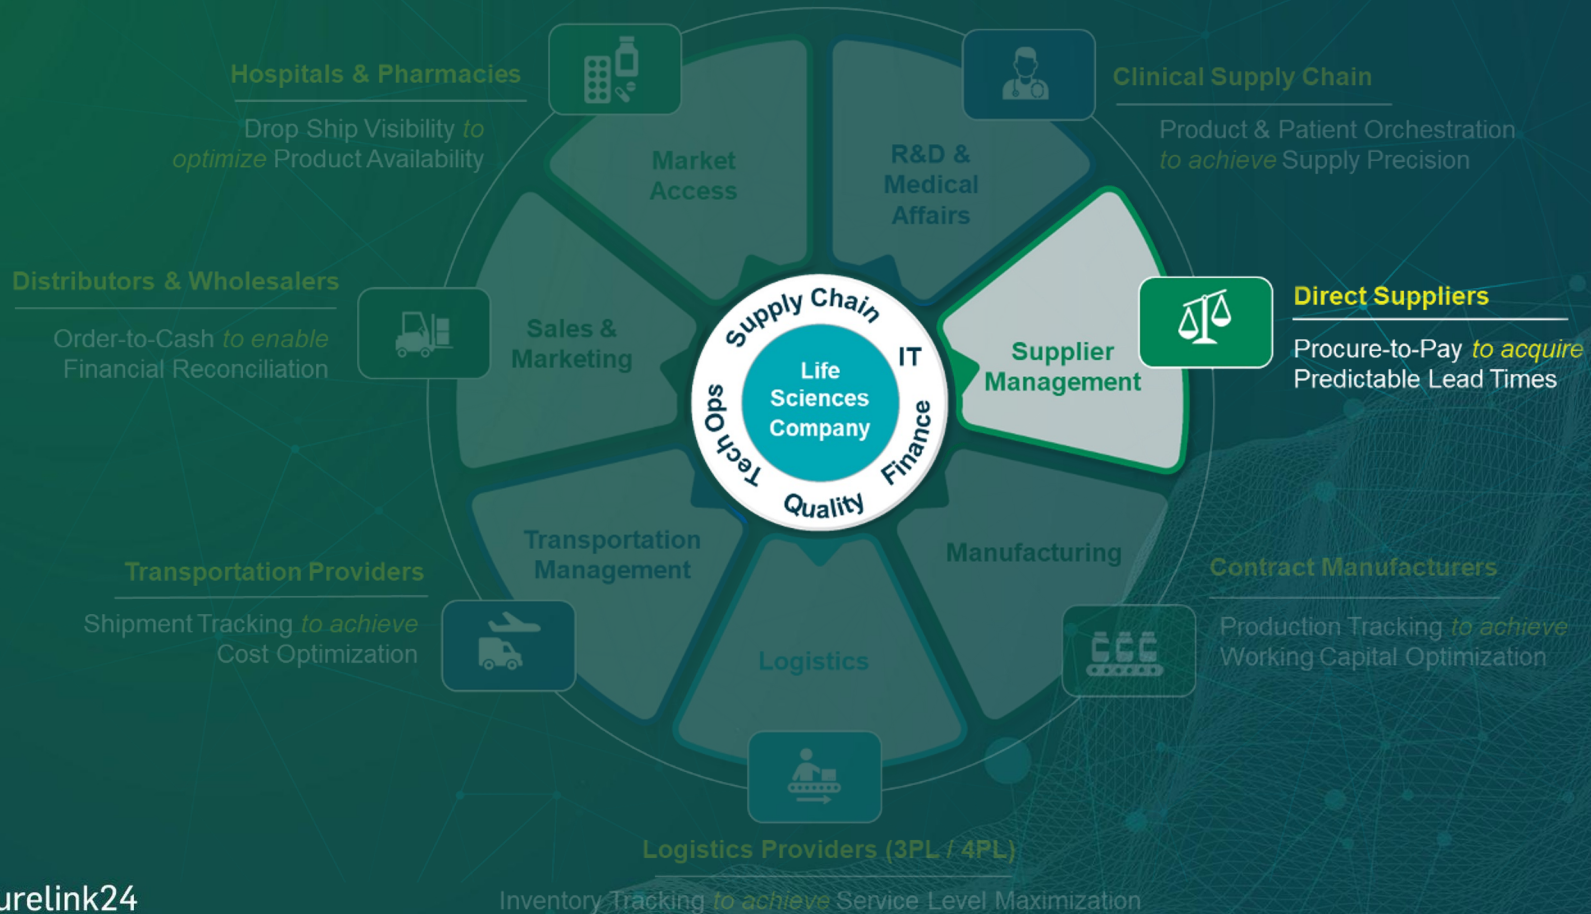 Hospitals & Pharmacies
Drop Ship Visibility to
optimize Product Availability
Clinical Supply Chain
Product & Patient Orchestration
to achieve Supply Precision
Market
Access
R&D &
Medical
Affairs
Distributors & Wholesalers
Order-to-Cash to enable
Financial Reconciliation
Sales &
Marketing
Supply Chain
IT
Finance
Quality
Tech Ops
Life
Sciences
Company
Supplier
Management
Direct Suppliers
Procure-to-Pay to acquire
Predictable Lead Times
Transportation
Management
Manufacturing
Transportation Providers
Shipment Tracking to achieve
Cost Optimization
Contract Manufacturers
Production Tracking to achieve
Working Capital Optimization
Logistics
Logistics Providers (3PL / 4PL)
Inventory Tracking to achieve Service Level Maximization
urelink24